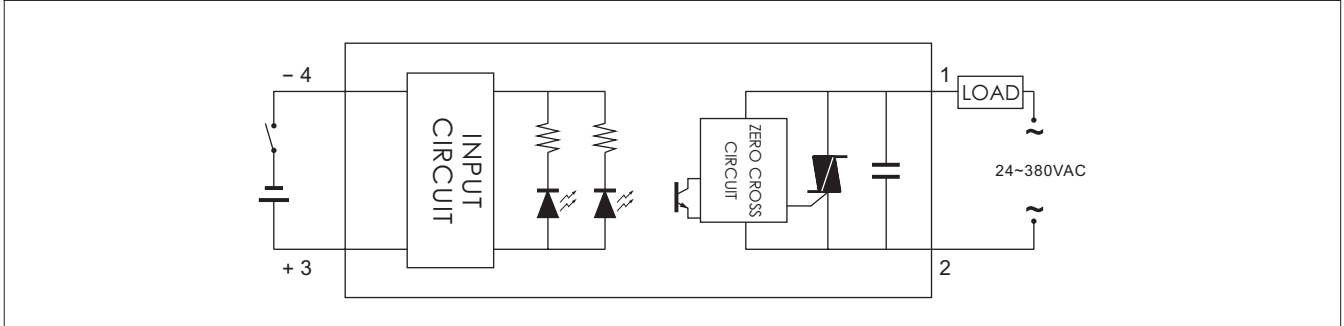 − 4
+ 3
INPUT
CIRCUIT
ZERO CROSS
CIRCUIT
1
LOAD
~
24~380VAC
~
2